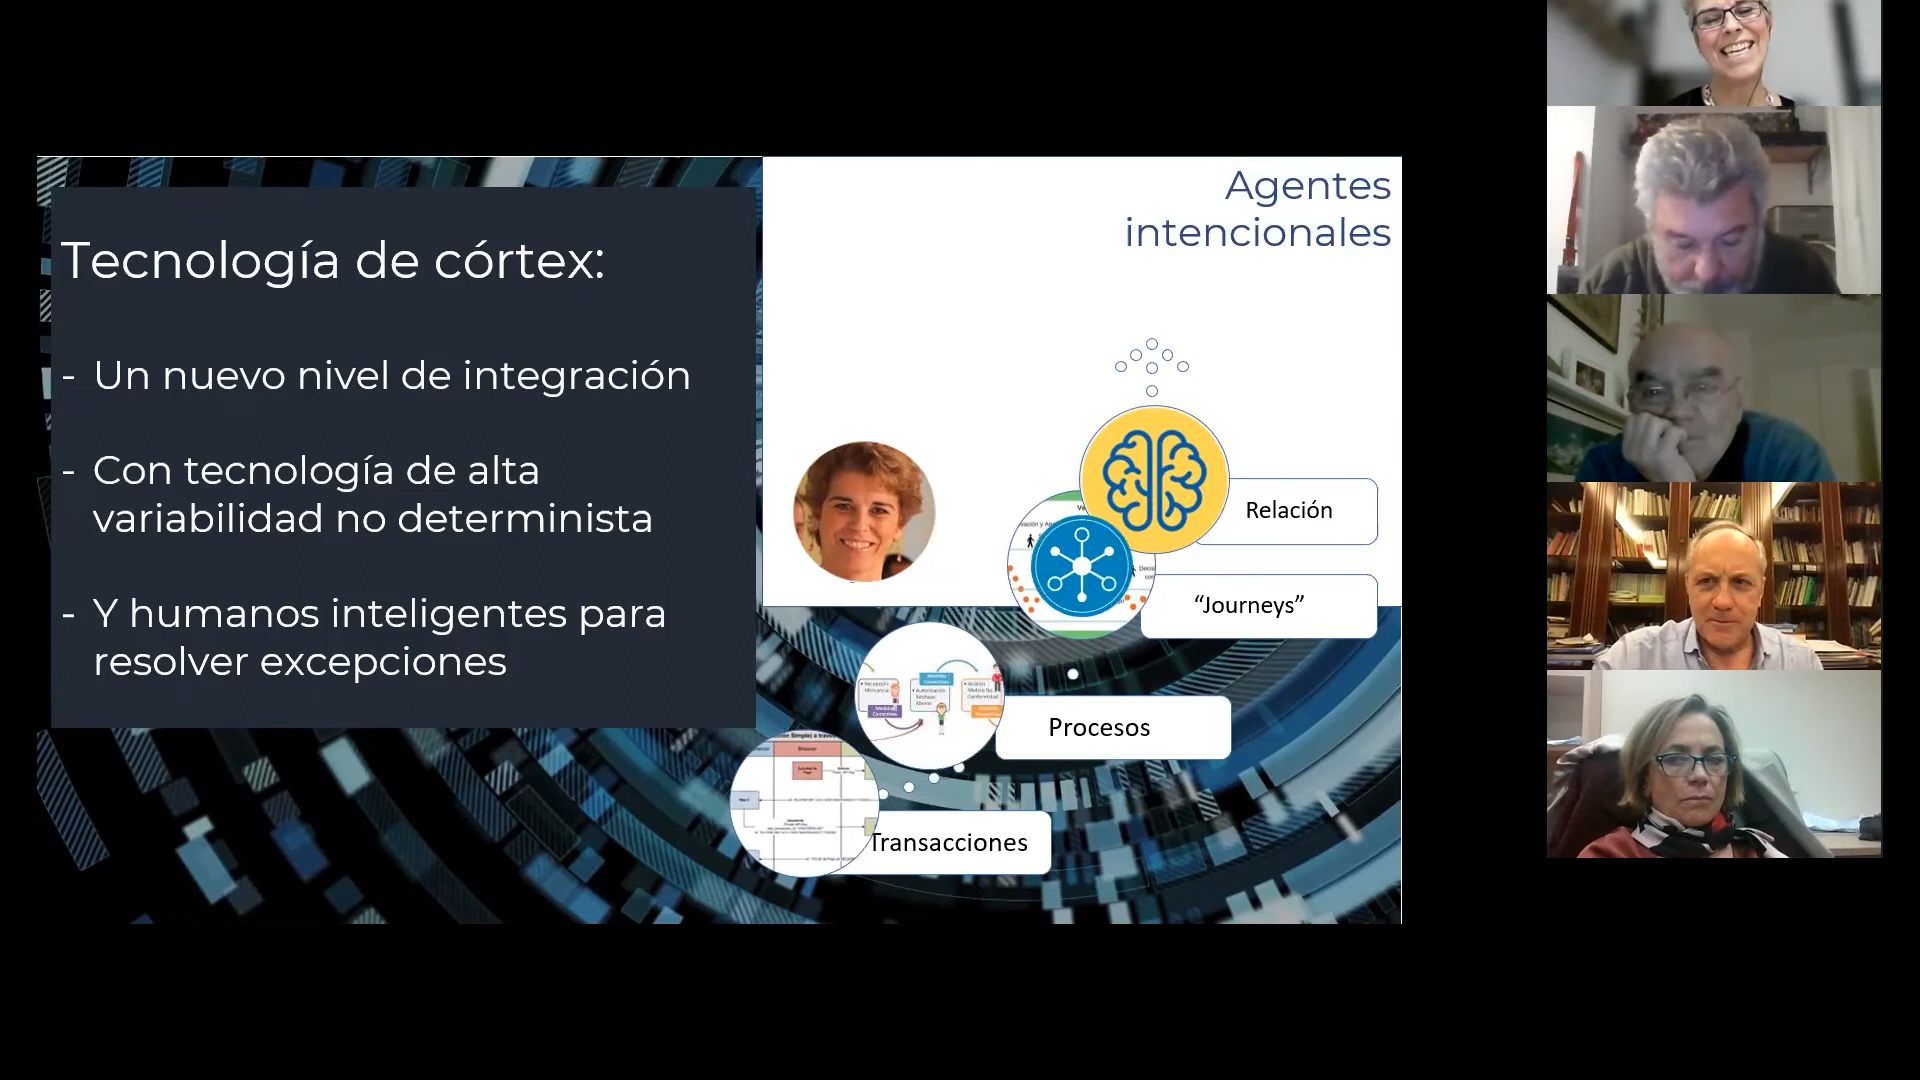 Tecnología de córtex:
- Un nuevo nivel de integración
- Con tecnología de alta
variabilidad no determinista
- Y humanos inteligentes para
resolver excepciones
Agentes
intencionales
Relación
“Journeys”
Procesos
Transacciones